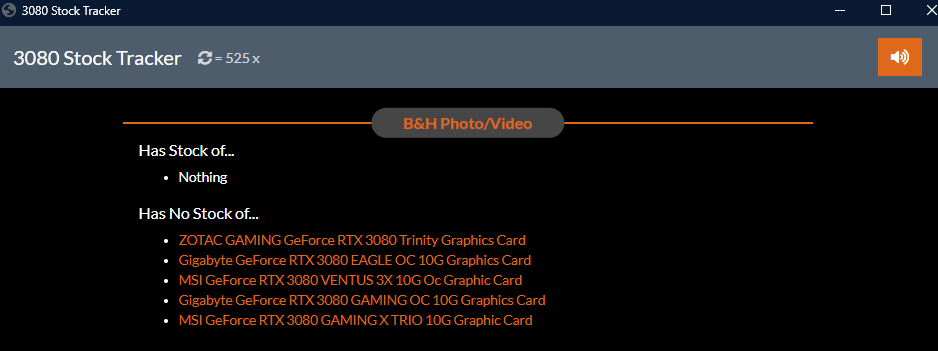 3080 Stock Tracker
3080 Stock Tracker = 525 x
B&H Photo/Video
Has Stock of...
• Nothing
Has No Stock of...
• ZOTAC GAMING GeForce RTX 3080 Trinity Graphics Card
• Gigabyte GeForce RTX 3080 EAGLE OC 10G Graphics Card
• MSI GeForce RTX 3080 VENTUS 3X 10G Oc Graphic Card
• Gigabyte GeForce RTX 3080 GAMING OC 10G Graphics Card
• MSI GeForce RTX 3080 GAMING X TRIO 10G Graphic Card